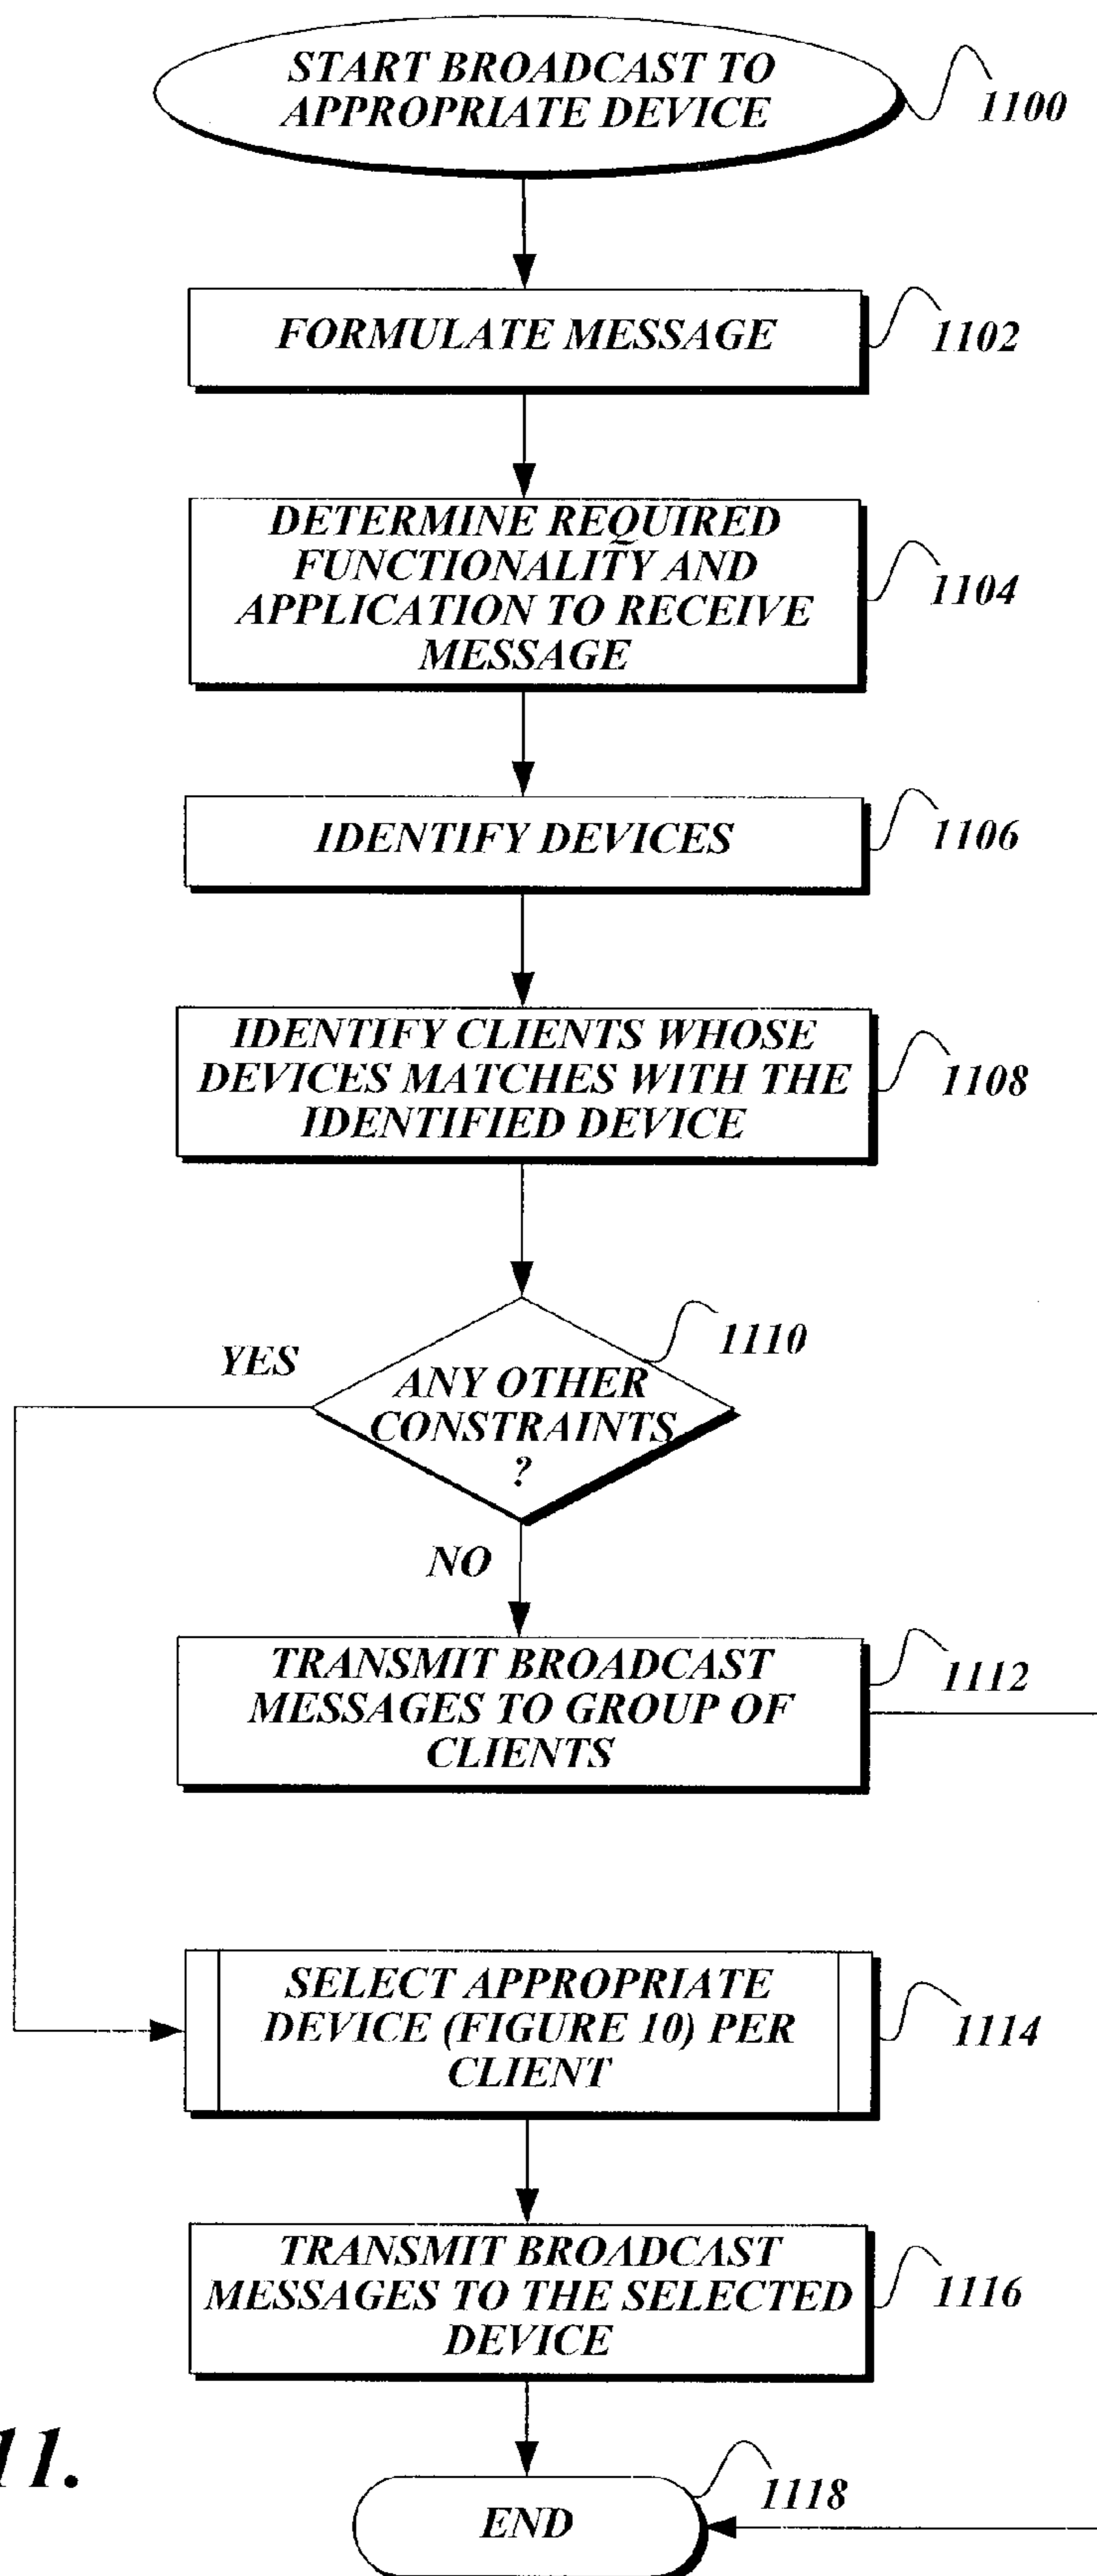 START BROADCAST TO
APPROPRIATE DEVICE
1100
FORMULATE MESSAGE
1102
DETERMINE REQUIRED
FUNCTIONALITY AND
APPLICATION TO RECEIVE
MESSAGE
1104
IDENTIFY DEVICES
1106
IDENTIFY CLIENTS WHOSE
DEVICES MATCHES WITH THE
IDENTIFIED DEVICE
1108
1110
YES
ANY OTHER
CONSTRAINTS
?
NO
TRANSMIT BROADCAST
MESSAGES TO GROUP OF
CLIENTS
1112
SELECT APPROPRIATE
DEVICE (FIGURE 10) PER
CLIENT
1114
TRANSMIT BROADCAST
MESSAGES TO THE SELECTED
DEVICE
1116
11.
1118
END